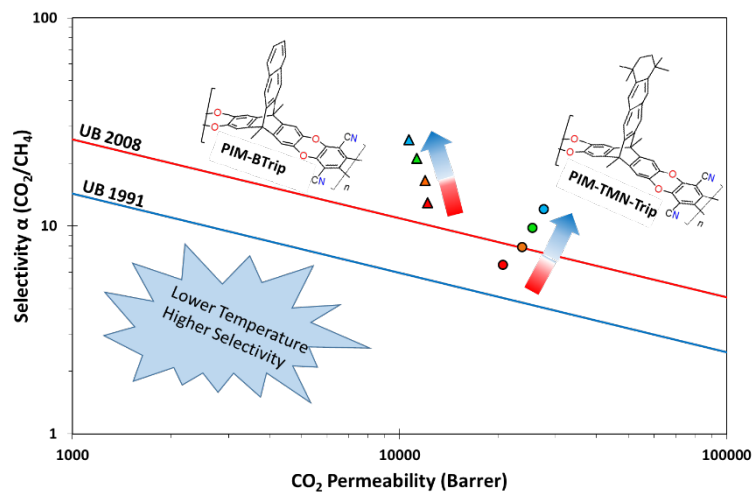 100
10
1
1000
10000
100000
Selectivity α (CO₂/CH₄)
CO₂ Permeability (Barrer)
UB 2008
UB 1991
PIM-BTrip
PIM-TMN-Trip
Lower Temperature
Higher Selectivity
O
O
O
O
CN
CN
n
O
O
O
O
CN
CN
n